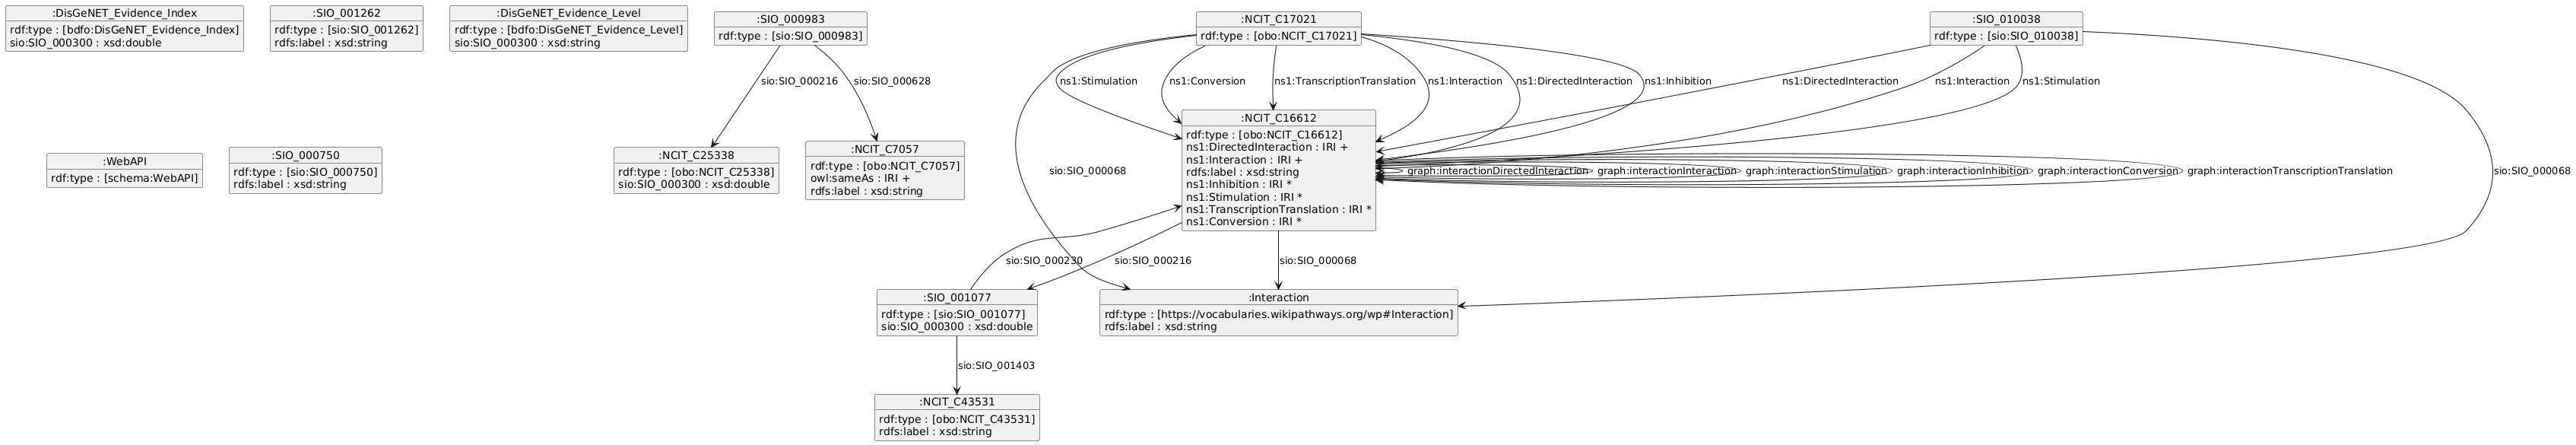 :DisGeNET_Evidence_Index
rdf:type : [bdfo:DisGeNET_Evidence_Index]
sio:SIO_000300 : xsd:double
:SIO_001262
rdf:type : [sio:SIO_001262]
rdfs:label : xsd:string
:DisGeNET_Evidence_Level
rdf:type : [bdfo:DisGeNET_Evidence_Level]
sio:SIO_000300 : xsd:string
:SIO_000983
rdf:type : [sio:SIO_000983]
:NCIT_C17021
rdf:type : [obo:NCIT_C17021]
:SIO_010038
rdf:type : [sio:SIO_010038]
sio:SIO_000216
sio:SIO_000628
ns1:Stimulation
ns1:Conversion
ns1:TranscriptionTranslation
ns1:Interaction
ns1:DirectedInteraction
ns1:Inhibition
ns1:DirectedInteraction
ns1:Interaction
ns1:Stimulation
:WebAPI
rdf:type : [schema:WebAPI]
:SIO_000750
rdf:type : [sio:SIO_000750]
rdfs:label : xsd:string
:NCIT_C25338
rdf:type : [obo:NCIT_C25338]
sio:SIO_000300 : xsd:double
:NCIT_C7057
rdf:type : [obo:NCIT_C7057]
owl:sameAs : IRI +
rdfs:label : xsd:string
sio:SIO_000068
:NCIT_C16612
rdf:type : [obo:NCIT_C16612]
ns1:DirectedInteraction : IRI +
ns1:Interaction : IRI +
rdfs:label : xsd:string
ns1:Inhibition : IRI *
ns1:Stimulation : IRI *
ns1:TranscriptionTranslation : IRI *
ns1:Conversion : IRI *
graph:interactionDirectedInteraction
graph:interactionInteraction
graph:interactionStimulation
graph:interactionInhibition
graph:interactionConversion
graph:interactionTranscriptionTranslation
sio:SIO_000068
sio:SIO_000230
sio:SIO_000216
sio:SIO_000068
:SIO_001077
rdf:type : [sio:SIO_001077]
sio:SIO_000300 : xsd:double
:Interaction
rdf:type : [https://vocabularies.wikipathways.org/wp#Interaction]
rdfs:label : xsd:string
sio:SIO_001403
:NCIT_C43531
rdf:type : [obo:NCIT_C43531]
rdfs:label : xsd:string